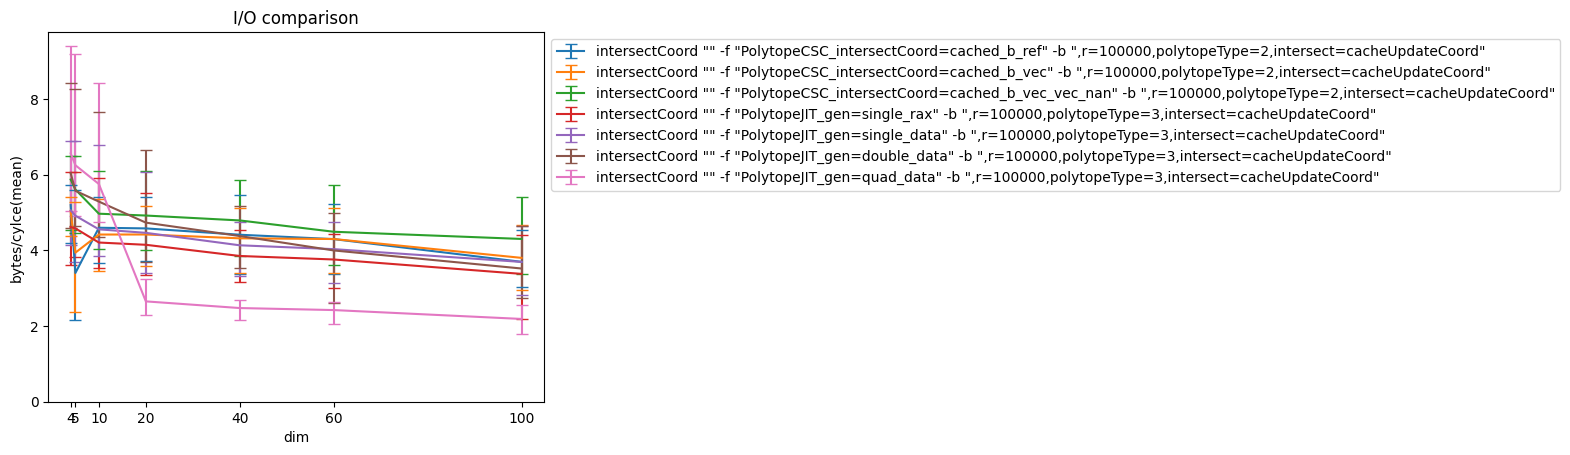 I/O comparison
bytes/cylce(mean)
8
6
4
2
0
4
5
10
20
40
60
100
dim
intersectCoord "" -f "PolytopeCSC_intersectCoord=cached_b_ref" -b ",r=100000,polytopeType=2,intersect=cacheUpdateCoord"
intersectCoord "" -f "PolytopeCSC_intersectCoord=cached_b_vec" -b ",r=100000,polytopeType=2,intersect=cacheUpdateCoord"
intersectCoord "" -f "PolytopeCSC_intersectCoord=cached_b_vec_vec_nan" -b ",r=100000,polytopeType=2,intersect=cacheUpdateCoord"
intersectCoord "" -f "PolytopeJIT_gen=single_rax" -b ",r=100000,polytopeType=3,intersect=cacheUpdateCoord"
intersectCoord "" -f "PolytopeJIT_gen=single_data" -b ",r=100000,polytopeType=3,intersect=cacheUpdateCoord"
intersectCoord "" -f "PolytopeJIT_gen=double_data" -b ",r=100000,polytopeType=3,intersect=cacheUpdateCoord"
intersectCoord "" -f "PolytopeJIT_gen=quad_data" -b ",r=100000,polytopeType=3,intersect=cacheUpdateCoord"